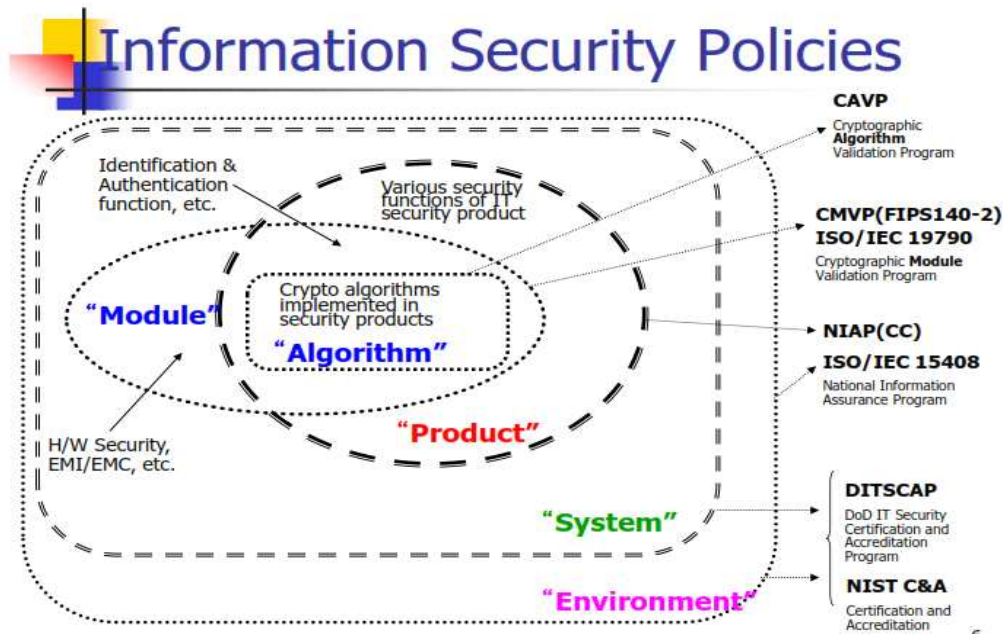 Information Security Policies
Identification &
Authentication
function, etc.
Various security
functions of IT
security product
Crypto algorithms
implemented in
security products
“Algorithm”
“Module”
H/W Security,
EMI/EMC, etc.
“Product”
“System”
“Environment”
CAVP
Cryptographic
Algorithm
Validation Program
CMVP(FIPS140-2)
ISO/IEC 19790
Cryptographic Module
Validation Program
NIAP(CC)
ISO/IEC 15408
National Information
Assurance Program
DITSCAP
DoD IT Security
Certification and
Accreditation
Program
NIST C&A
Certification and
Accreditation